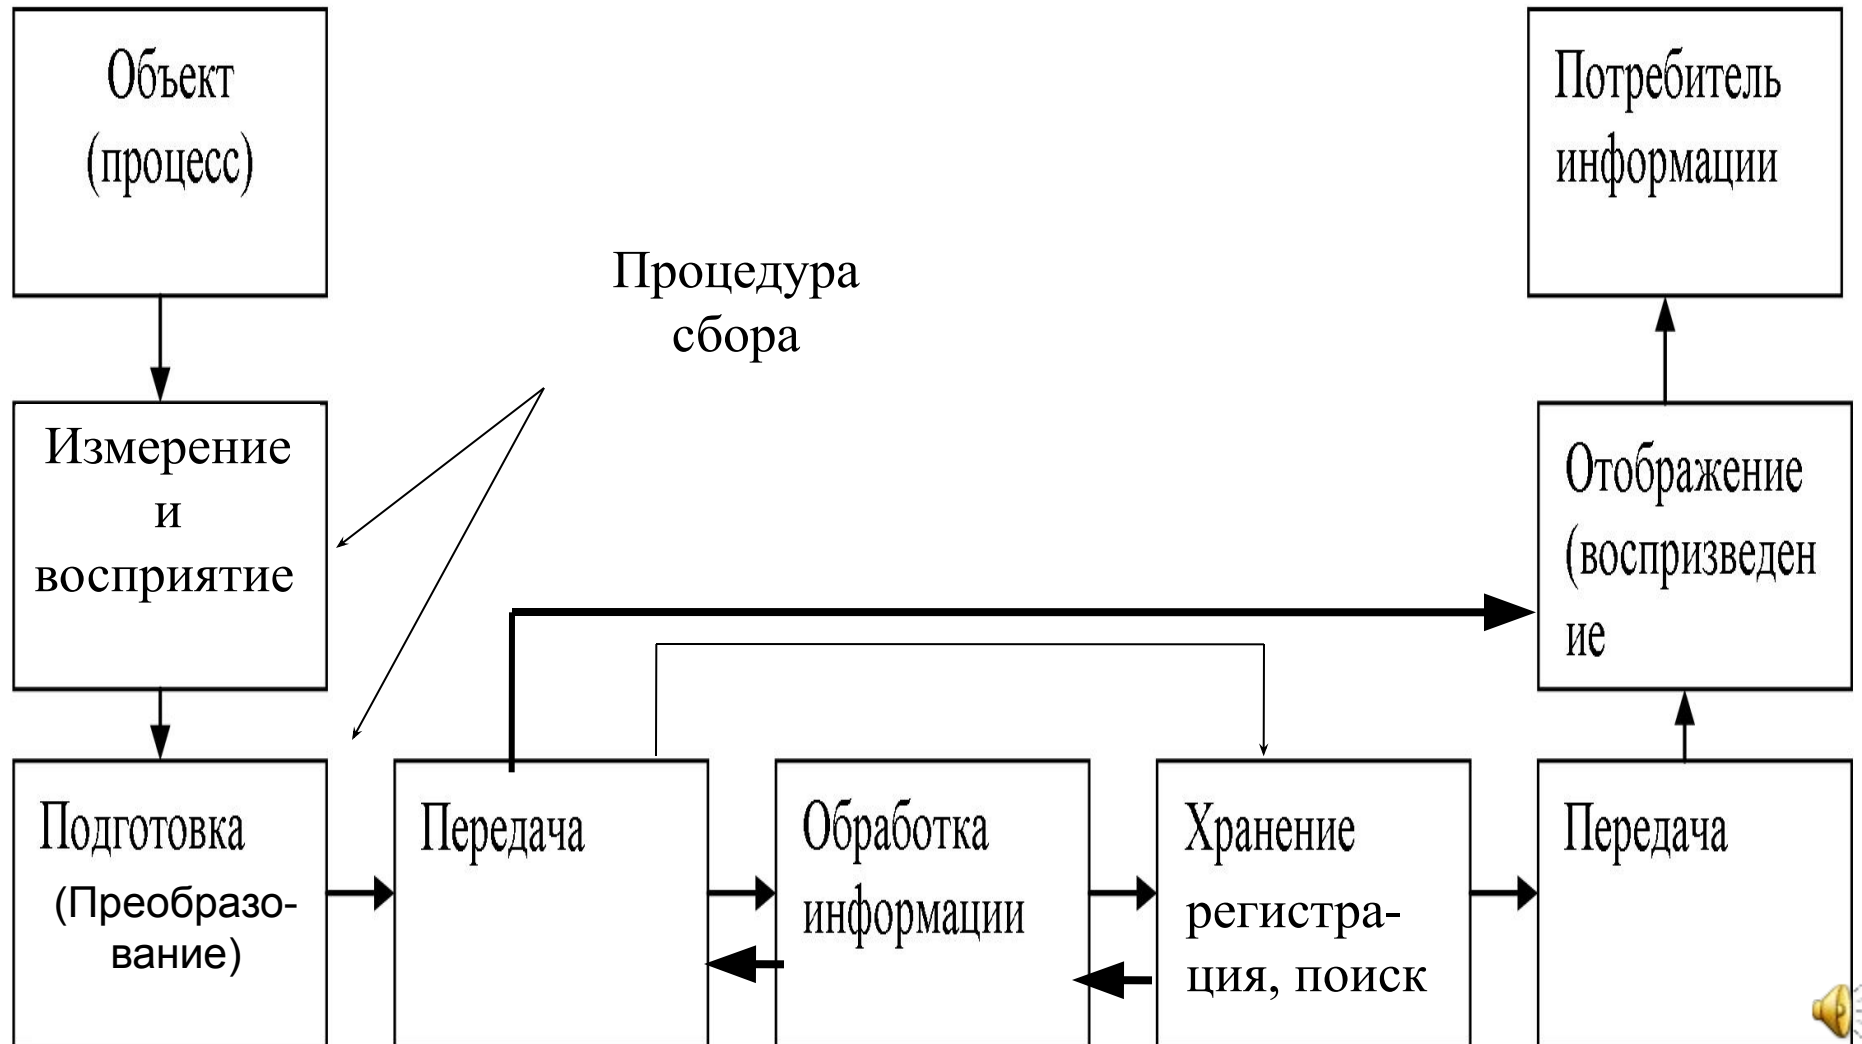 Объект
(процесс)
Потребитель
информации
Процедура
сбора
Измерение
и
восприятие
Отображение
(воспризведен
ие
Подготовка
(Преобразо-
вание)
Передача
Обработка
информации
Хранение
регистра-
ция, поиск
Передача